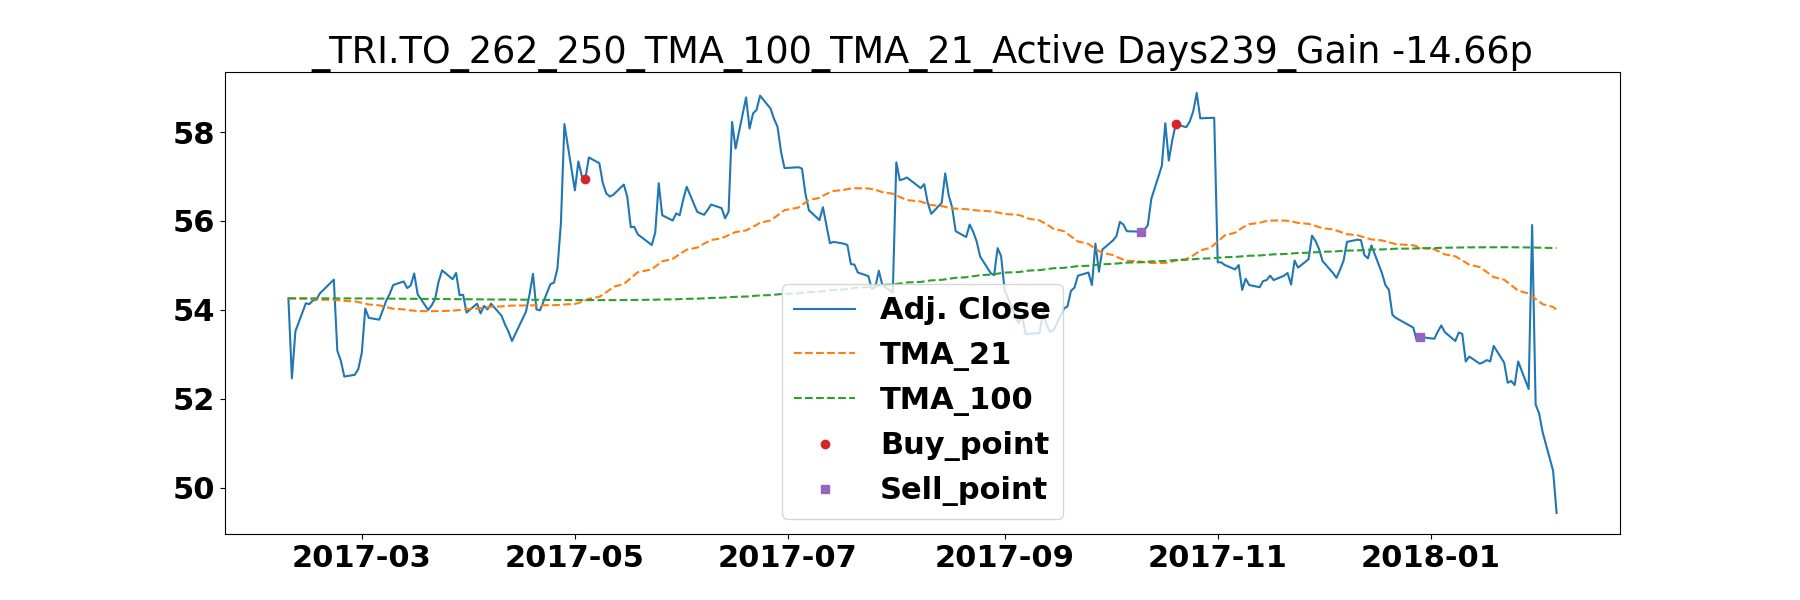 _TRI.TO_262_250_TMA_100_TMA_21_Active Days239_Gain -14.66p
58
56
54
52
50
Adj. Close
TMA_21
TMA_100
Buy_point
Sell_point
2017-03 2017-05 2017-07 2017-09 2017-11 2018-01